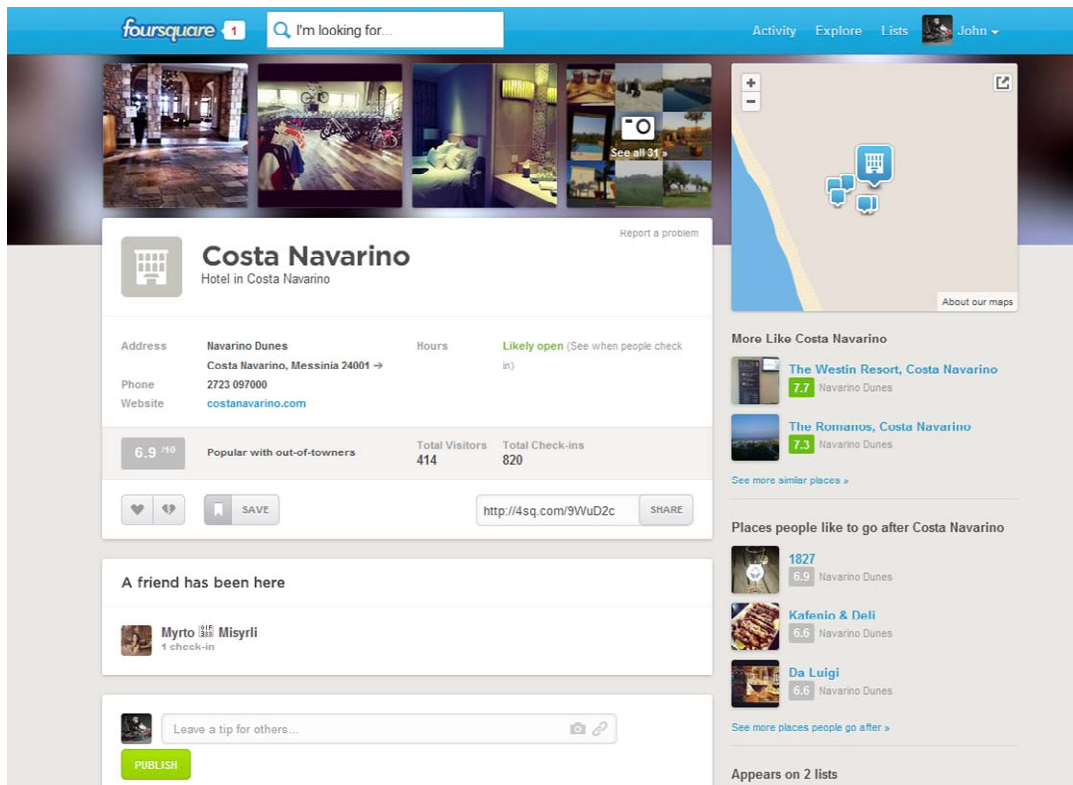 foursquare 1
I'm looking for...
Activity Explore Lists John
See all 31 »
About our maps
Report a problem
Costa Navarino
Hotel in Costa Navarino
Address
Navarino Dunes
Costa Navarino, Messinia 24001 →
Phone
2723 097000
Website
costanavarino.com
Hours
Likely open (See when people check
in)
6.9 /10
Popular with out-of-towners
Total Visitors
414
Total Check-ins
820
SAVE
http://4sq.com/9WuD2c
SHARE
A friend has been here
Myrto Misyrli
1 check-in
Leave a tip for others...
PUBLISH
More Like Costa Navarino
The Westin Resort, Costa Navarino
7.7 Navarino Dunes
The Romanos, Costa Navarino
7.3 Navarino Dunes
See more similar places »
Places people like to go after Costa Navarino
1827
6.9 Navarino Dunes
Kafenio & Deli
6.6 Navarino Dunes
Da Luigi
6.6 Navarino Dunes
See more places people go after »
Appears on 2 lists